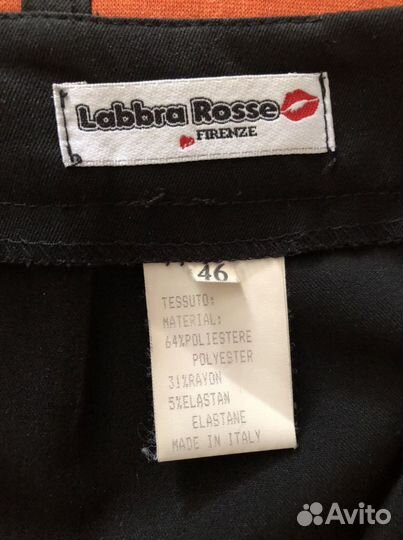 Labbra Rosse
FIRENZE
46
TESSUTO:
MATERIAL:
64%POLIESTERE
POLYESTER
31%RAYON
5%ELASTAN
ELASTANE
MADE IN ITALY
Avito